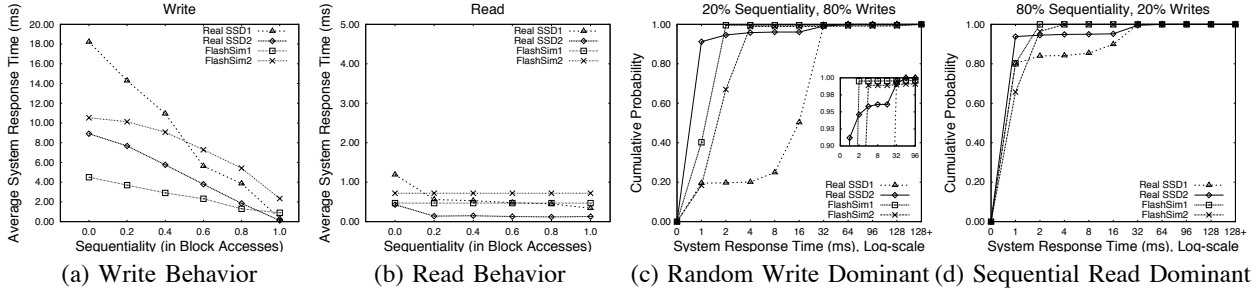 Write
Average System Response Time (ms)
20.00
18.00
16.00
14.00
12.00
10.00
8.00
6.00
4.00
2.00
0.00
Real SSD1
Real SSD2
FlashSim1
FlashSim2
0.0 0.2 0.4 0.6 0.8 1.0
Sequentiality (in Block Accesses)
(a) Write Behavior
Read
Average System Response Time (ms)
5.00
4.00
3.00
2.00
1.00
0.00
Real SSD1
Real SSD2
FlashSim1
FlashSim2
0.0 0.2 0.4 0.6 0.8 1.0
Sequentiality (in Block Accesses)
(b) Read Behavior
20% Sequentiality, 80% Writes
Cumulative Probability
1.00
0.80
0.60
0.40
0.20
0.00
1.00
0.98
0.95
0.93
0.90
0 2 8 32 96
Real SSD1
Real SSD2
FlashSim1
FlashSim2
0 1 2 4 8 16 32 64 96 128 128+
System Response Time (ms), Log-scale
(c) Random Write Dominant
80% Sequentiality, 20% Writes
Cumulative Probability
1.00
0.80
0.60
0.40
0.20
0.00
Real SSD1
Real SSD2
FlashSim1
FlashSim2
0 1 2 4 8 16 32 64 96 128 128+
System Response Time (ms), Log-scale
(d) Sequential Read Dominant